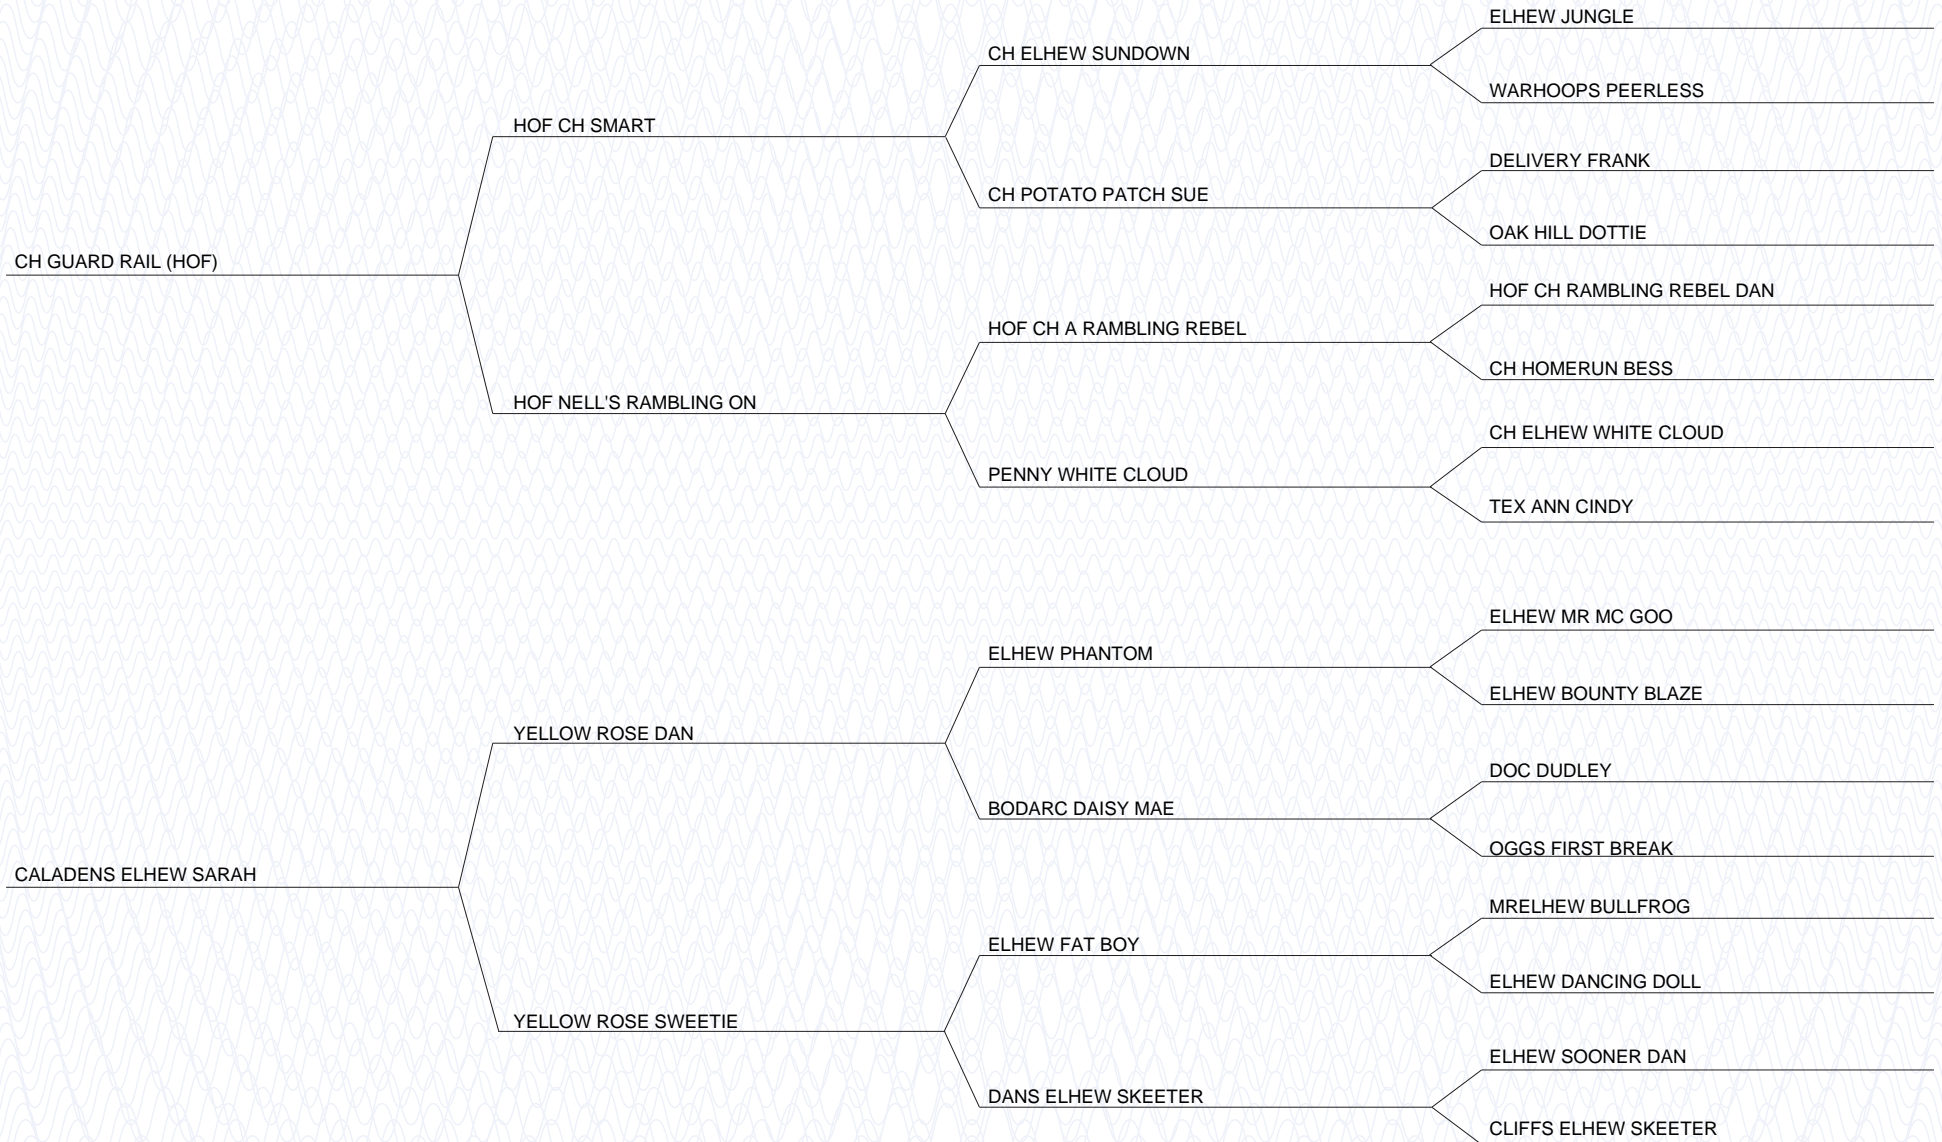 ELHEW JUNGLE
CH ELHEW SUNDOWN
WARHOOPS PEERLESS
HOF CH SMART
DELIVERY FRANK
CH POTATO PATCH SUE
OAK HILL DOTTIE
CH GUARD RAIL (HOF)
HOF CH RAMBLING REBEL DAN
HOF CH A RAMBLING REBEL
CH HOMERUN BESS
HOF NELL'S RAMBLING ON
CH ELHEW WHITE CLOUD
PENNY WHITE CLOUD
TEX ANN CINDY
ELHEW MR MC GOO
ELHEW PHANTOM
ELHEW BOUNTY BLAZE
YELLOW ROSE DAN
DOC DUDLEY
BODARC DAISY MAE
OGGS FIRST BREAK
CALADENS ELHEW SARAH
MRELHEW BULLFROG
ELHEW FAT BOY
ELHEW DANCING DOLL
YELLOW ROSE SWEETIE
ELHEW SOONER DAN
DANS ELHEW SKEETER
CLIFFS ELHEW SKEETER